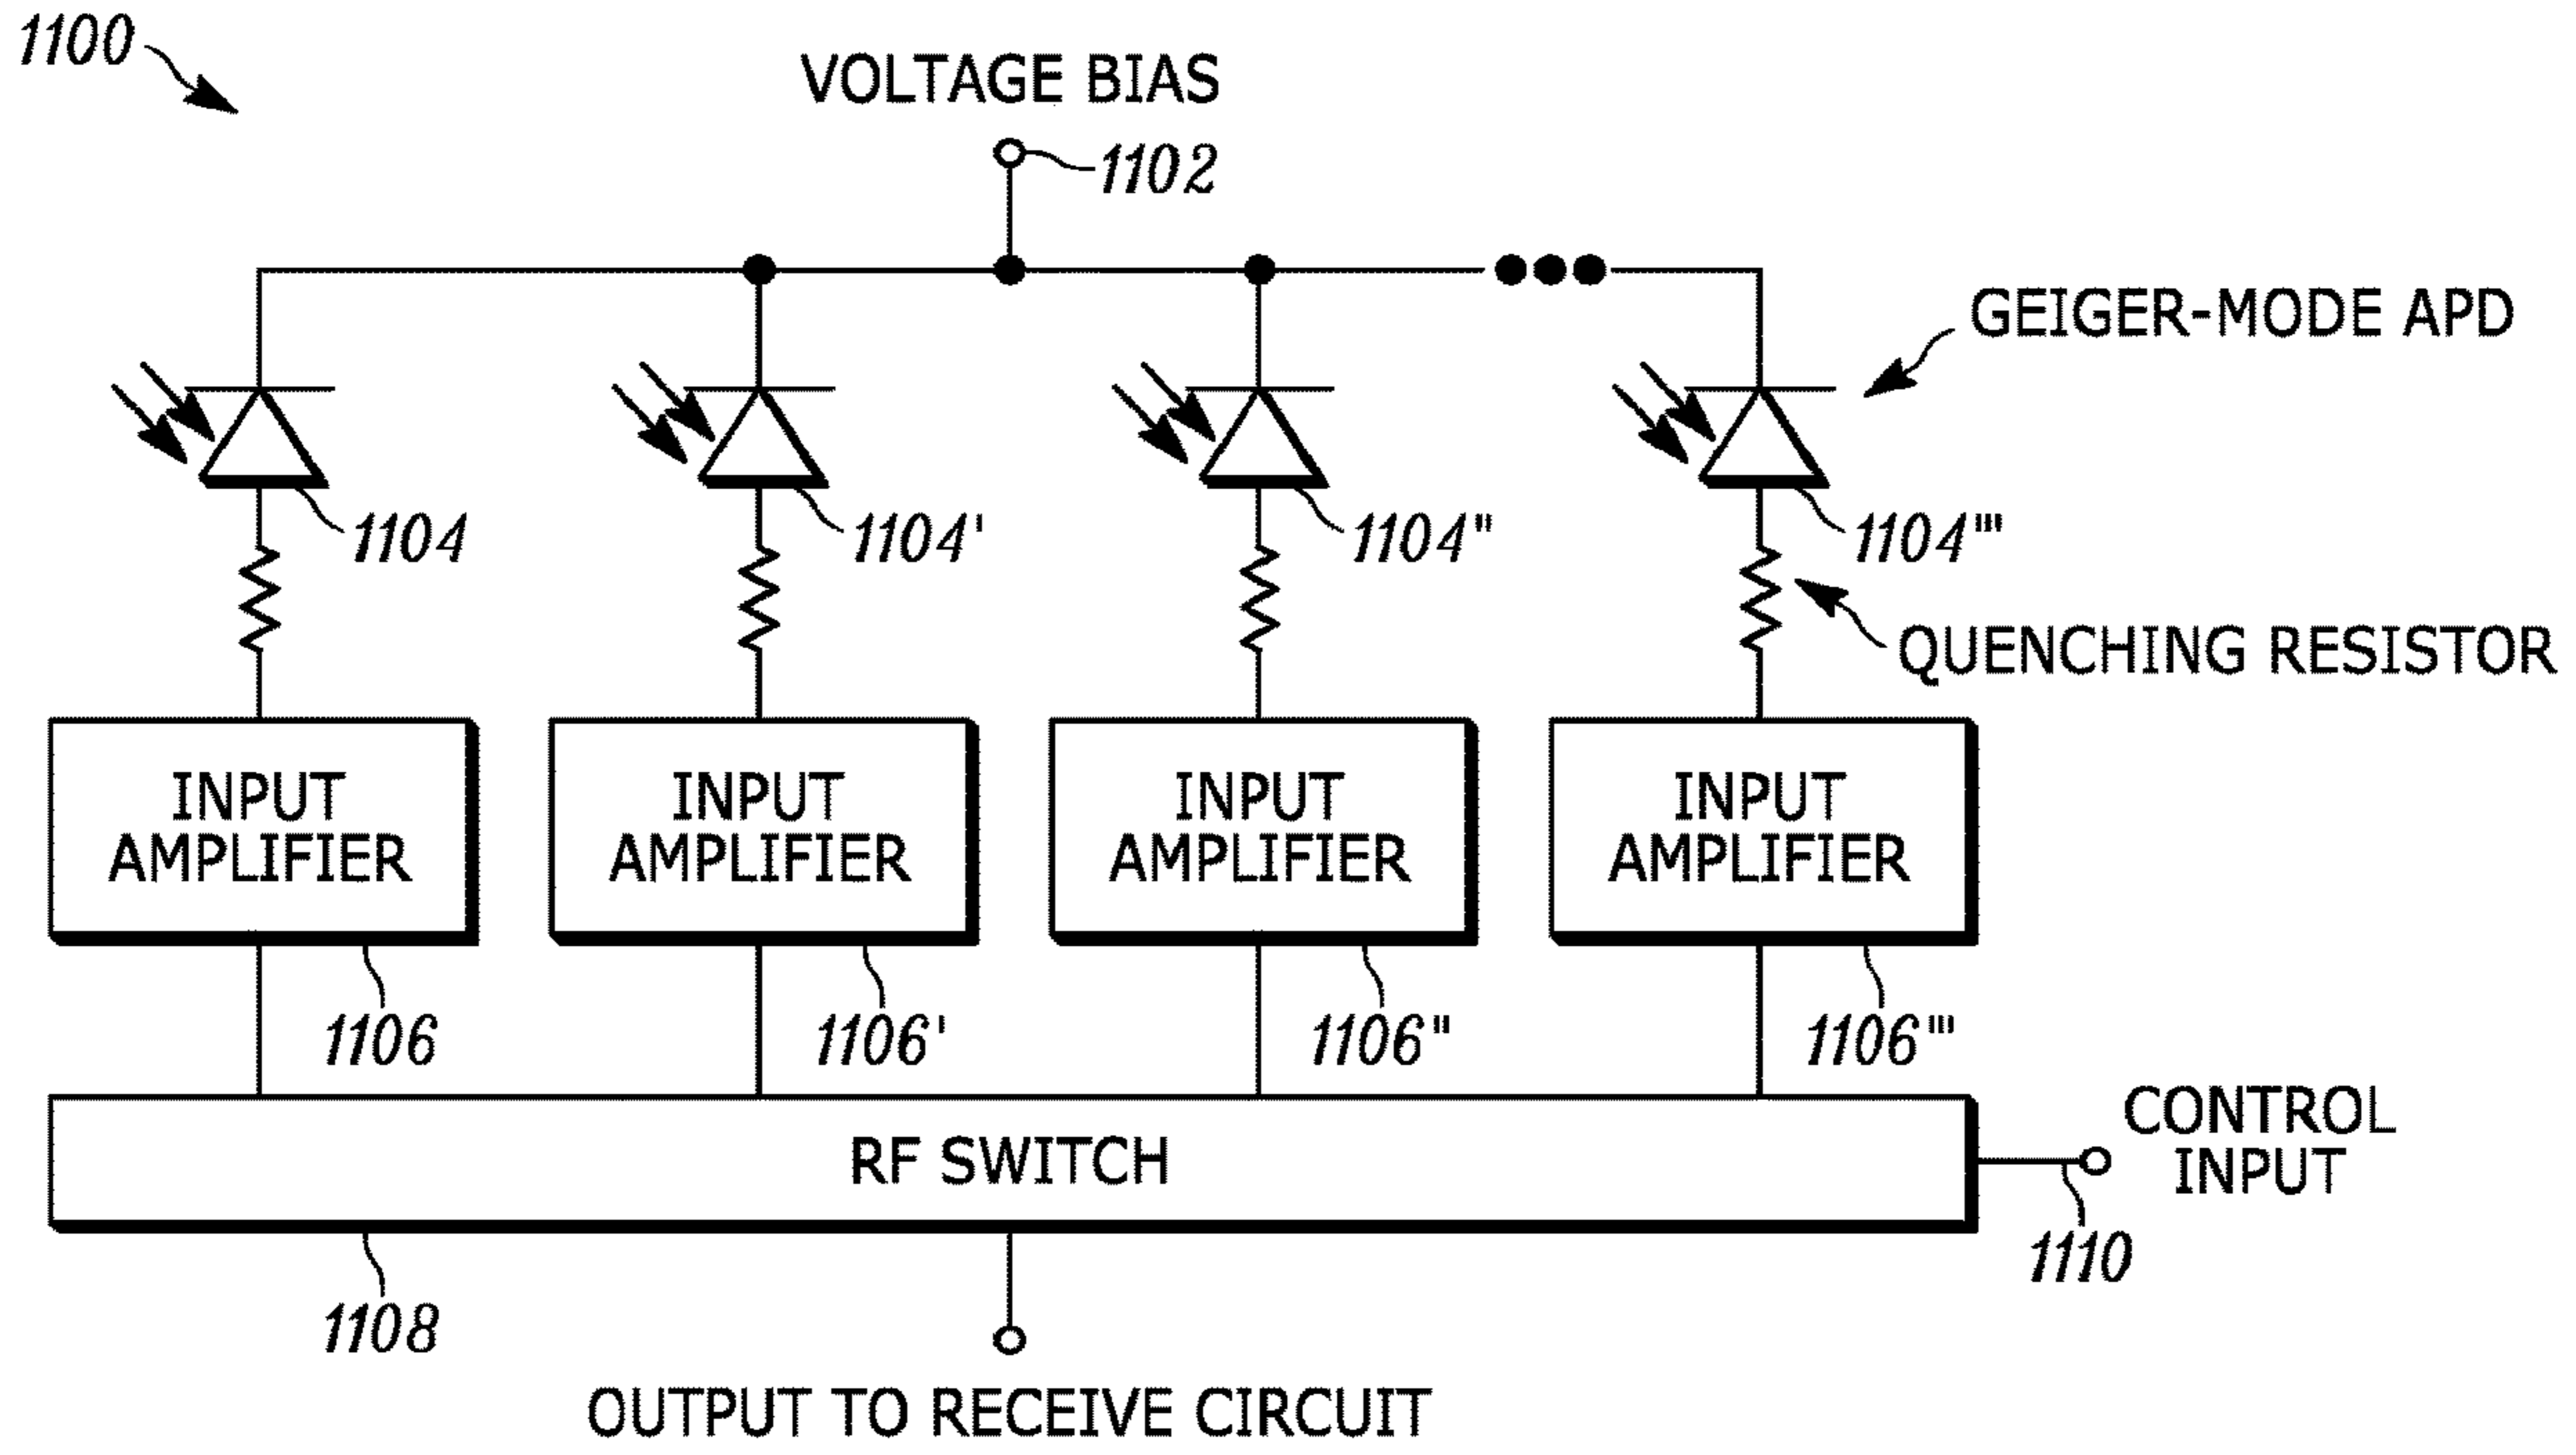 1100
VOLTAGE BIAS
1102
GEIGER-MODE APD
1104
1104'
1104"
1104'"
QUENCHING RESISTOR
INPUT
AMPLIFIER
INPUT
AMPLIFIER
INPUT
AMPLIFIER
INPUT
AMPLIFIER
1106
1106'
1106"
1106'"
RF SWITCH
CONTROL
INPUT
1110
1108
OUTPUT TO RECEIVE CIRCUIT